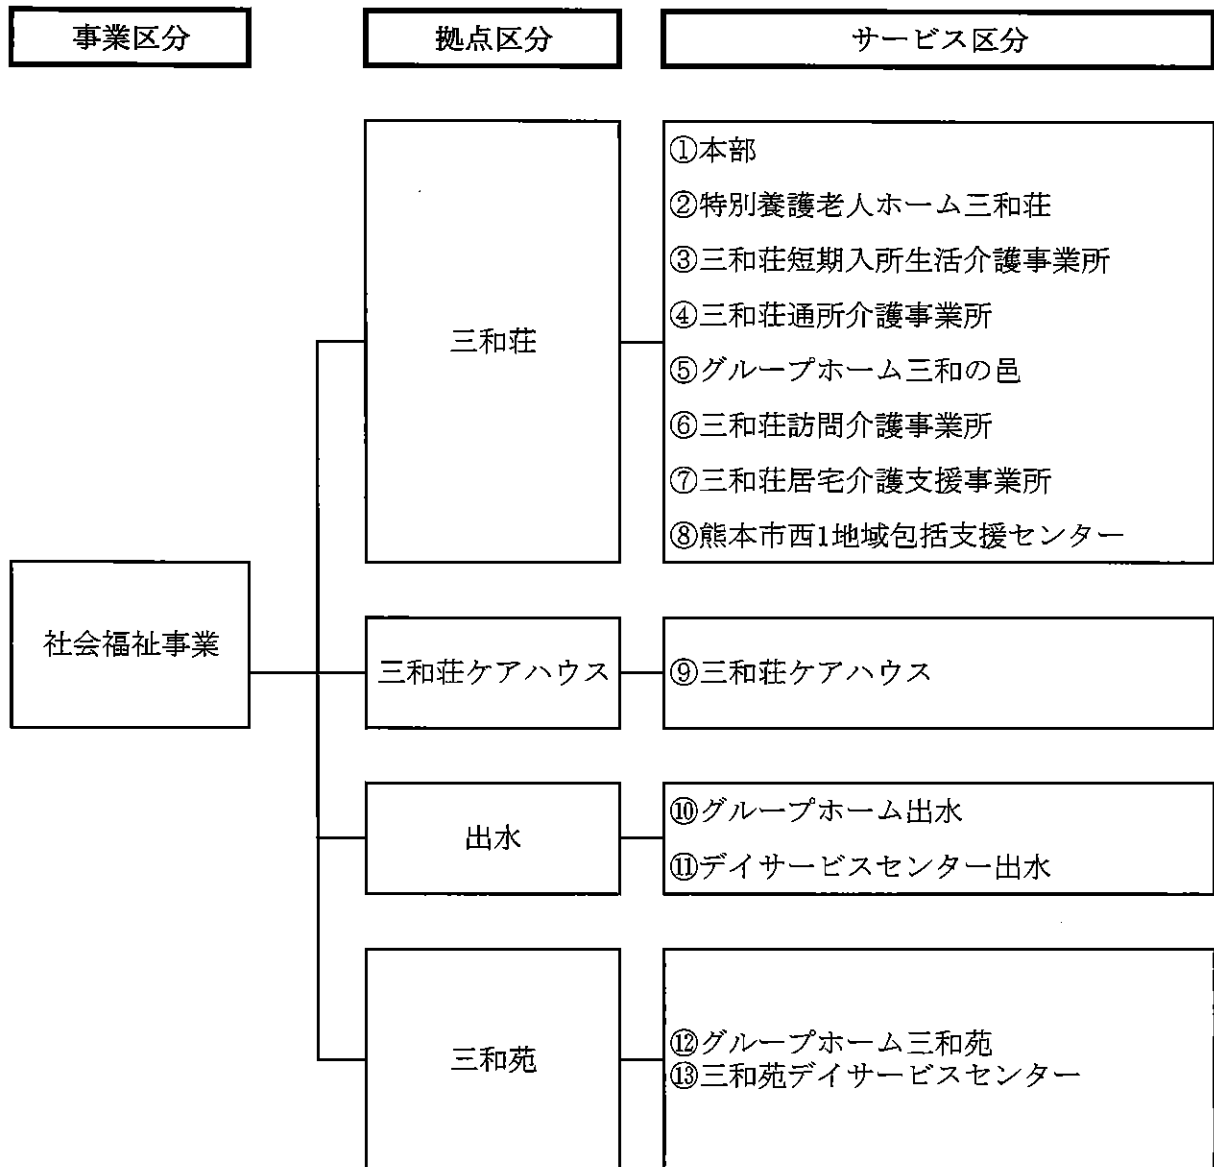 事業区分
拠点区分
サービス区分
社会福祉事業
三和荘
①本部
②特別養護老人ホーム三和荘
③三和荘短期入所生活介護事業所
④三和荘通所介護事業所
⑤グループホーム三和の邑
⑥三和荘訪問介護事業所
⑦三和荘居宅介護支援事業所
⑧熊本市西1地域包括支援センター
三和荘ケアハウス
⑨三和荘ケアハウス
出水
⑩グループホーム出水
⑪デイサービスセンター出水
三和苑
⑫グループホーム三和苑
⑬三和苑デイサービスセンター